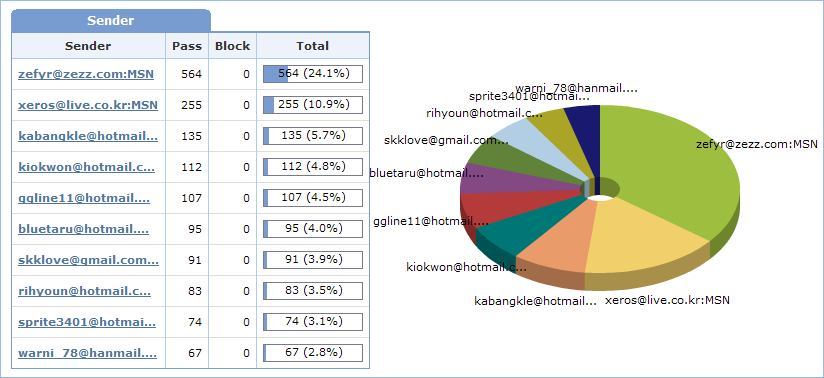 Sender
Sender Pass Block Total
zefyr@zezz.com:MSN 564 0 564 (24.1%)
xeros@live.co.kr:MSN 255 0 255 (10.9%)
kabangkle@hotmail... 135 0 135 (5.7%)
kiokwon@hotmail.c... 112 0 112 (4.8%)
ggline11@hotmail.... 107 0 107 (4.5%)
bluetaru@hotmail.... 95 0 95 (4.0%)
skklove@gmail.com... 91 0 91 (3.9%)
rihyoun@hotmail.c... 83 0 83 (3.5%)
sprite3401@hotmai... 74 0 74 (3.1%)
warni_78@hanmail.... 67 0 67 (2.8%)
warni_78@hanmail....
sprite3401@hotmai...
rihyoun@hotmail.c...
skklove@gmail.com...
zefyr@zezz.com:MSN
bluetaru@hotmail....
ggline11@hotmail....
kiokwon@hotmail.c...
kabangkle@hotmail...
xeros@live.co.kr:MSN